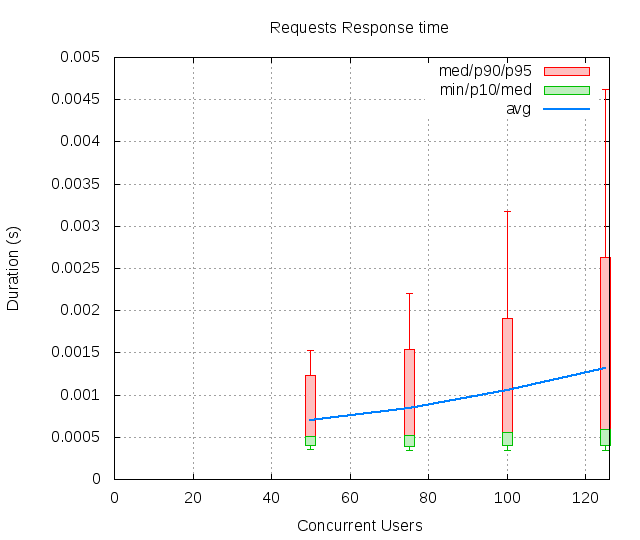 Requests Response time
med/p90/p95
min/p10/med
avg
0.005
0.0045
0.004
0.0035
0.003
0.0025
0.002
0.0015
0.001
0.0005
0
0 20 40 60 80 100 120
Duration (s)
Concurrent Users